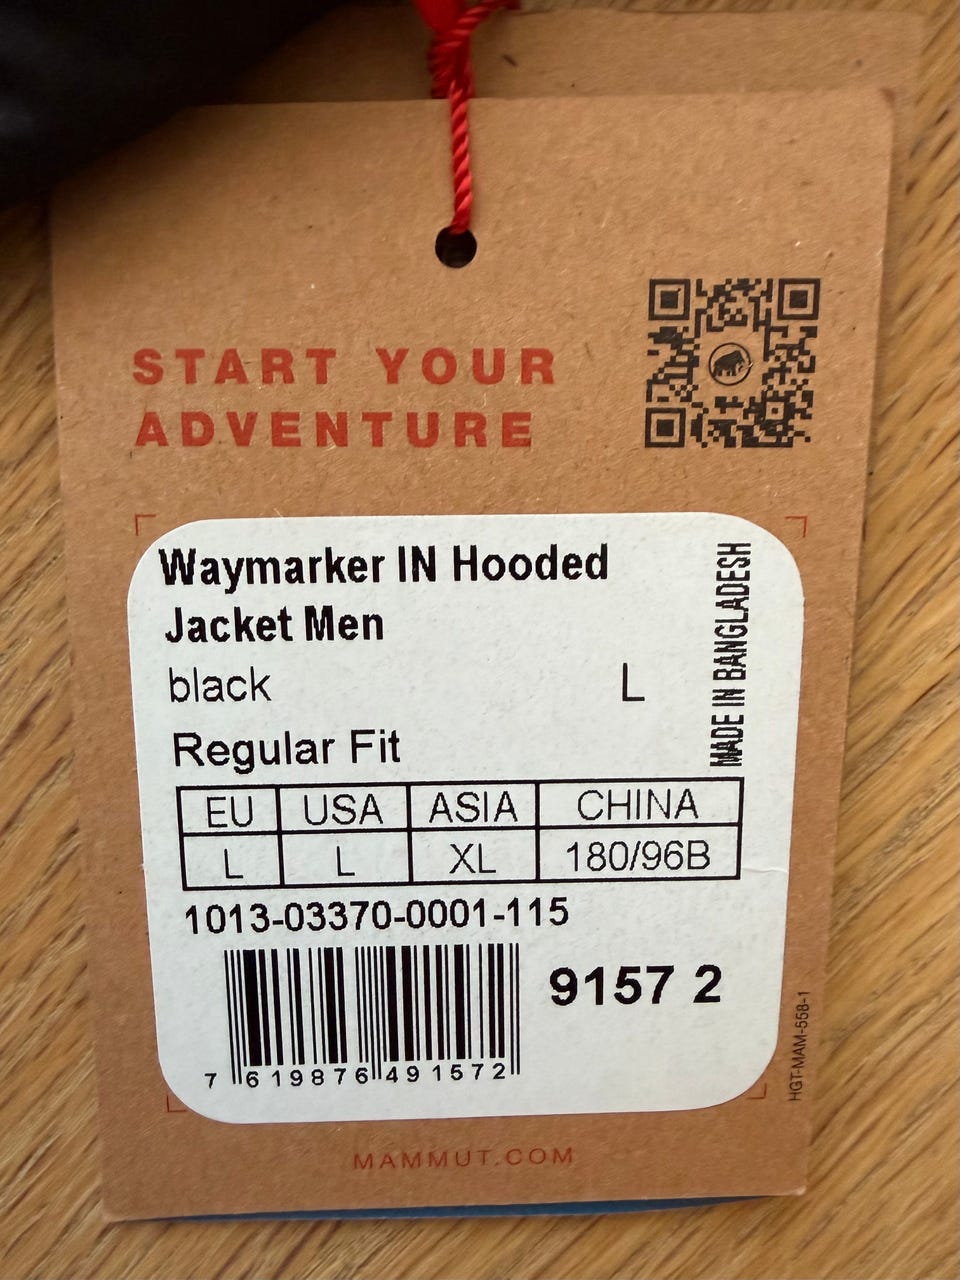 START YOUR
ADVENTURE
Waymarker IN Hooded
Jacket Men
black L
Regular Fit
MADE IN BANGLADESH
EU USA ASIA CHINA
L L XL 180/96B
1013-03370-0001-115
9157 2
7 619876 491572
HGT-MAM-558-1
MAMMUT.COM